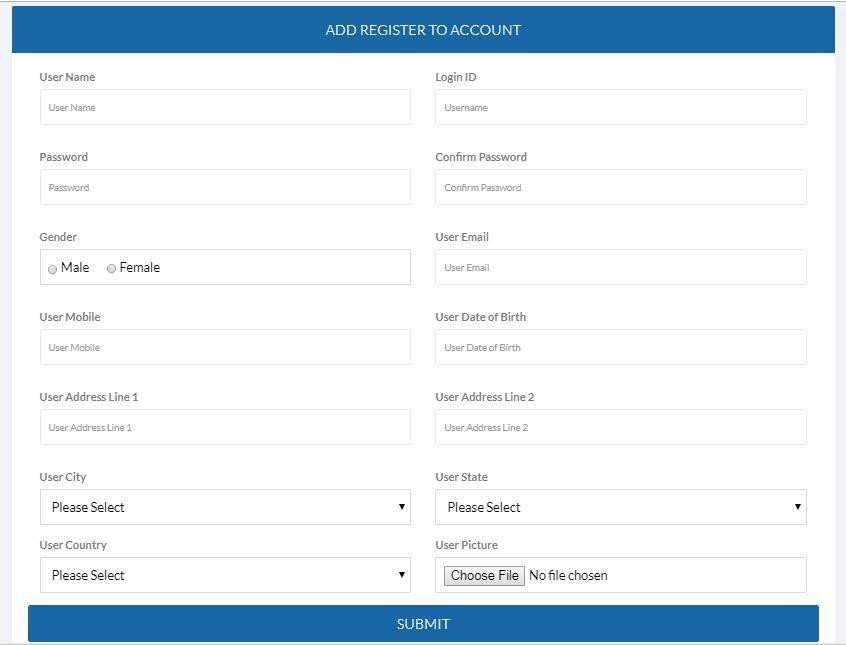 ADD REGISTER TO ACCOUNT
User Name Login ID
User Name Username
Password Confirm Password
Password Confirm Password
Gender User Email
Male Female User Email
User Mobile User Date of Birth
User Mobile User Date of Birth
User Address Line 1 User Address Line 2
User Address Line 1 User Address Line 2
User City User State
Please Select Please Select
User Country User Picture
Please Select Choose File No file chosen
SUBMIT